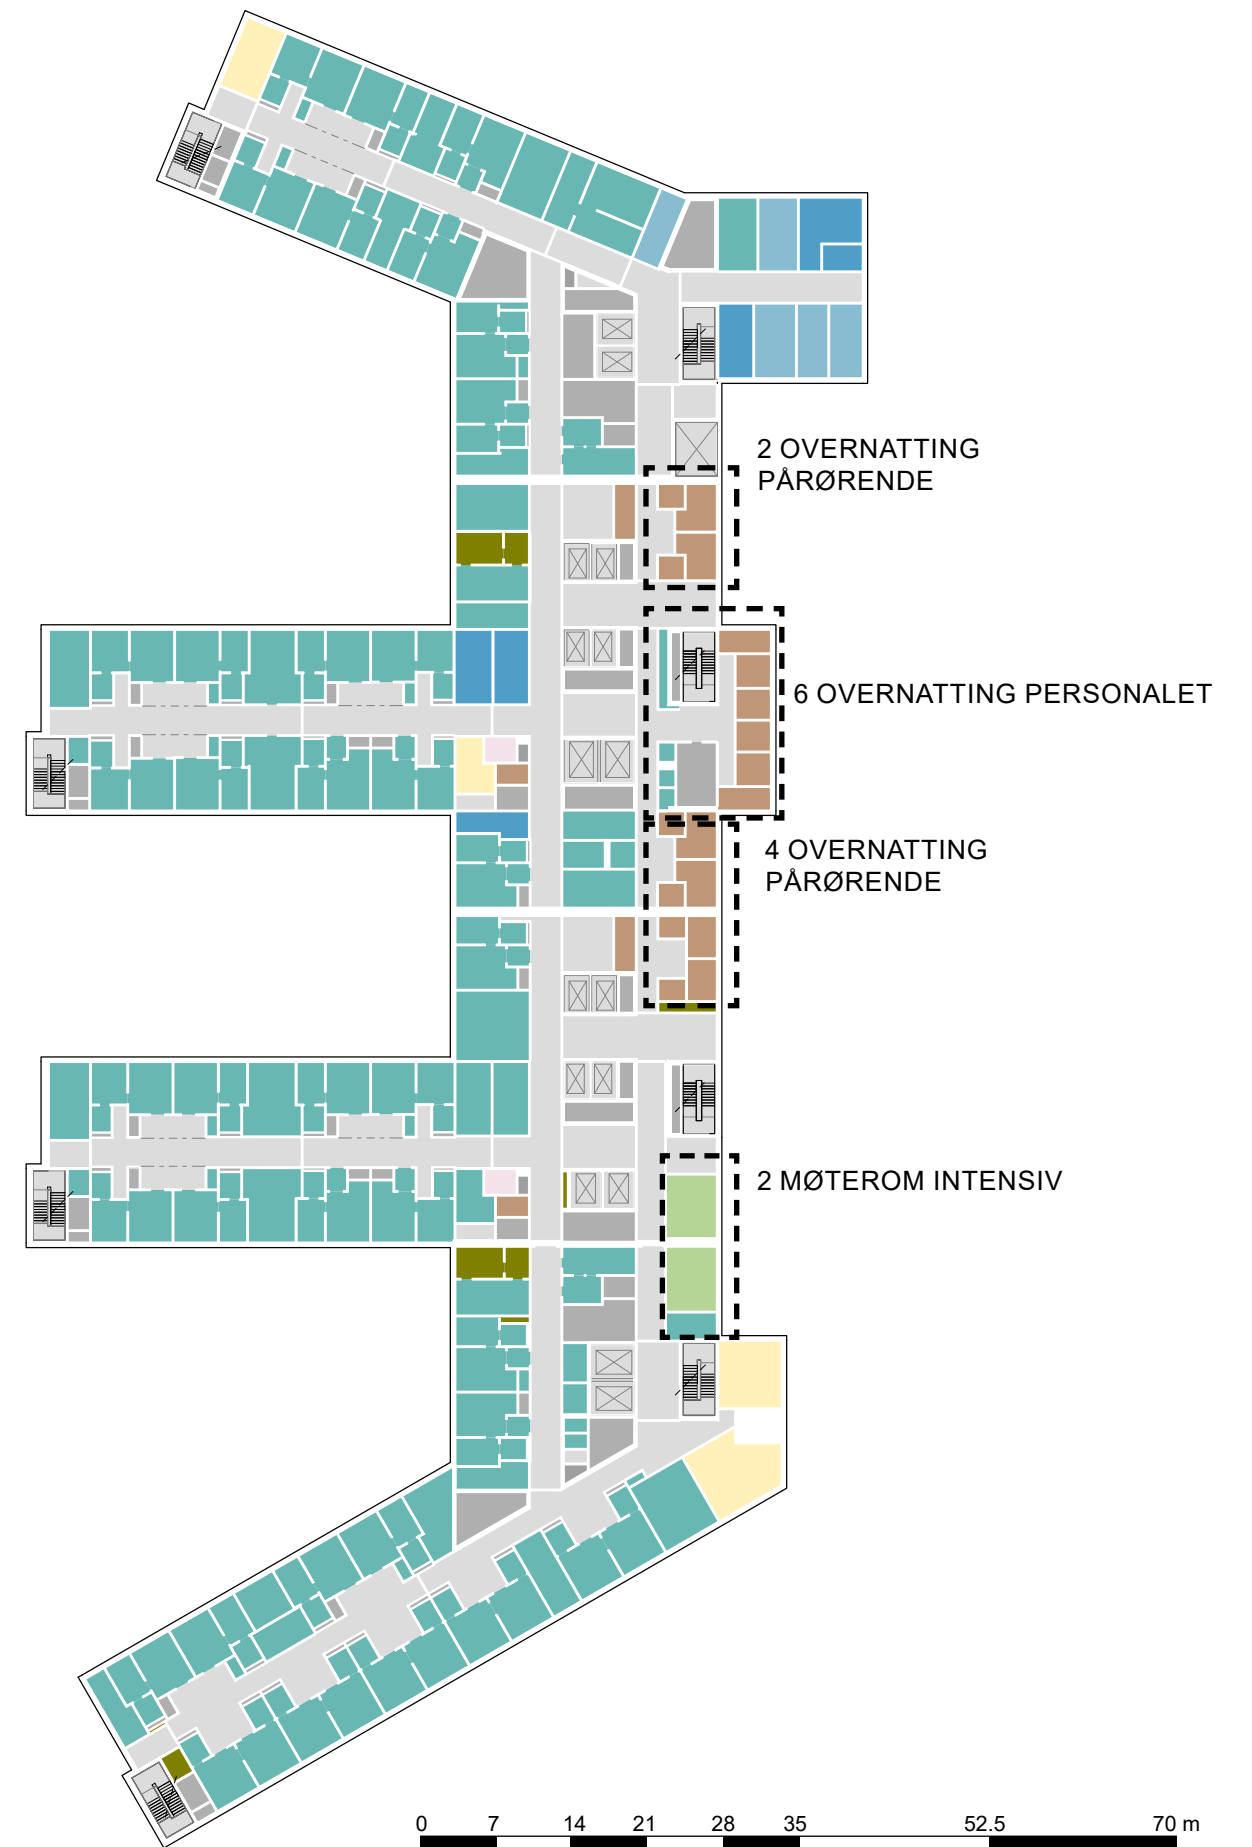 2 OVERNATTING
PÅRØRENDE
6 OVERNATTING PERSONALET
4 OVERNATTING
PÅRØRENDE
2 MØTEROM INTENSIV
0 7 14 21 28 35 52.5 70 m